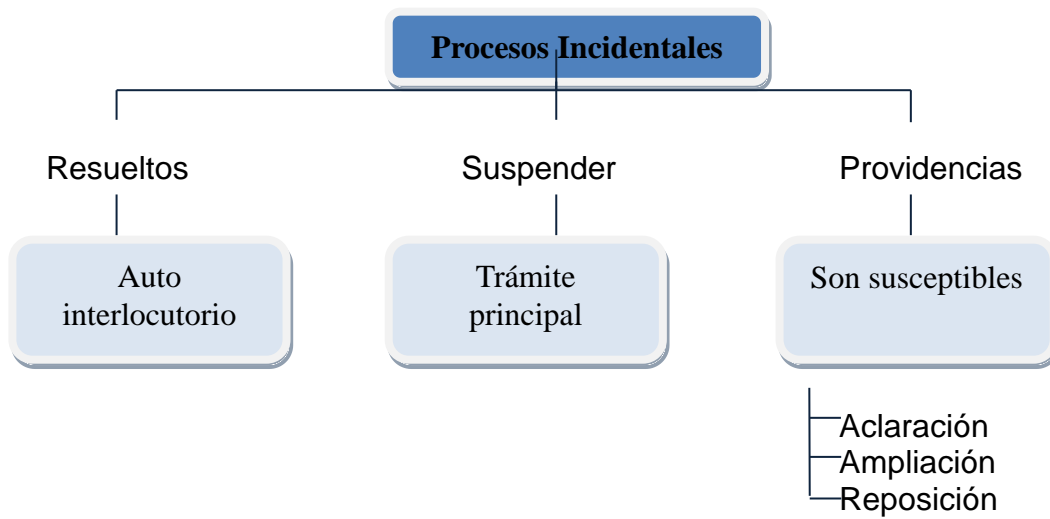 Procesos Incidentales
Resueltos
Suspender
Providencias
Auto
interlocutorio
Trámite
principal
Son susceptibles
Aclaración
Ampliación
Reposición